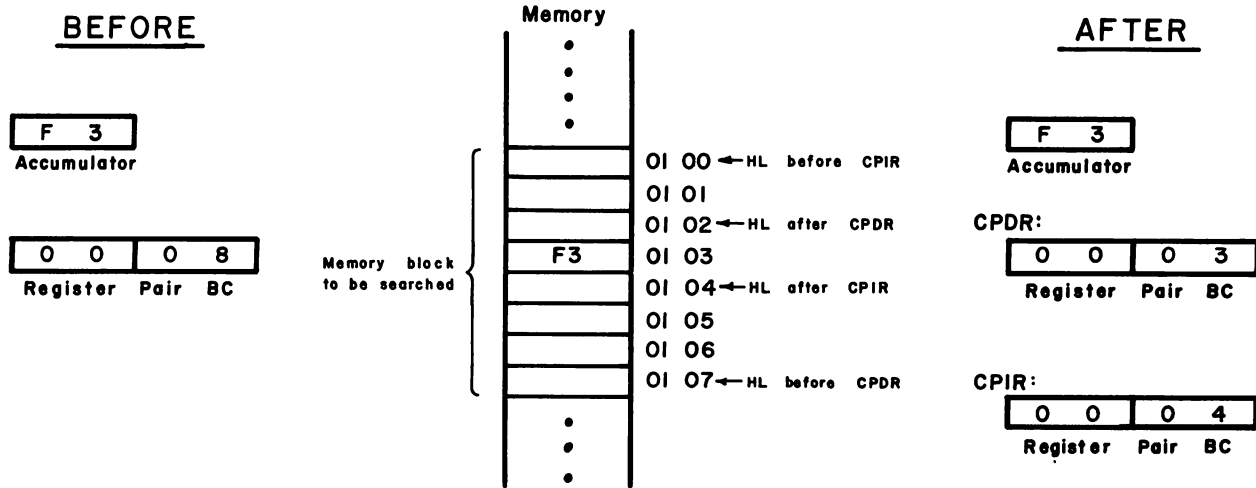 BEFORE
F 3
Accumulator
0 0 0 8
Register Pair BC
Memory
Memory block
to be searched
F3
01 00 ←HL before CPIR
01 01
01 02 ←HL after CPDR
01 03
01 04 ←HL after CPIR
01 05
01 06
01 07 ←HL before CPDR
AFTER
F 3
Accumulator
CPDR:
0 0 0 3
Register Pair BC
CPIR:
0 0 0 4
Register Pair BC